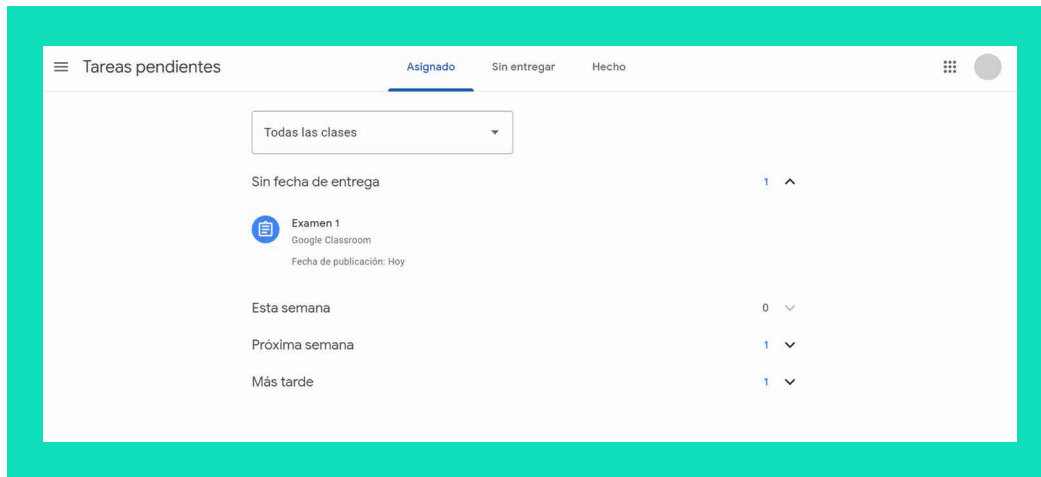 Tareas pendientes
Asignado
Sin entregar
Hecho
Todas las clases
Sin fecha de entrega 1
Examen 1
Google Classroom
Fecha de publicación: Hoy
Esta semana 0
Próxima semana 1
Más tarde 1